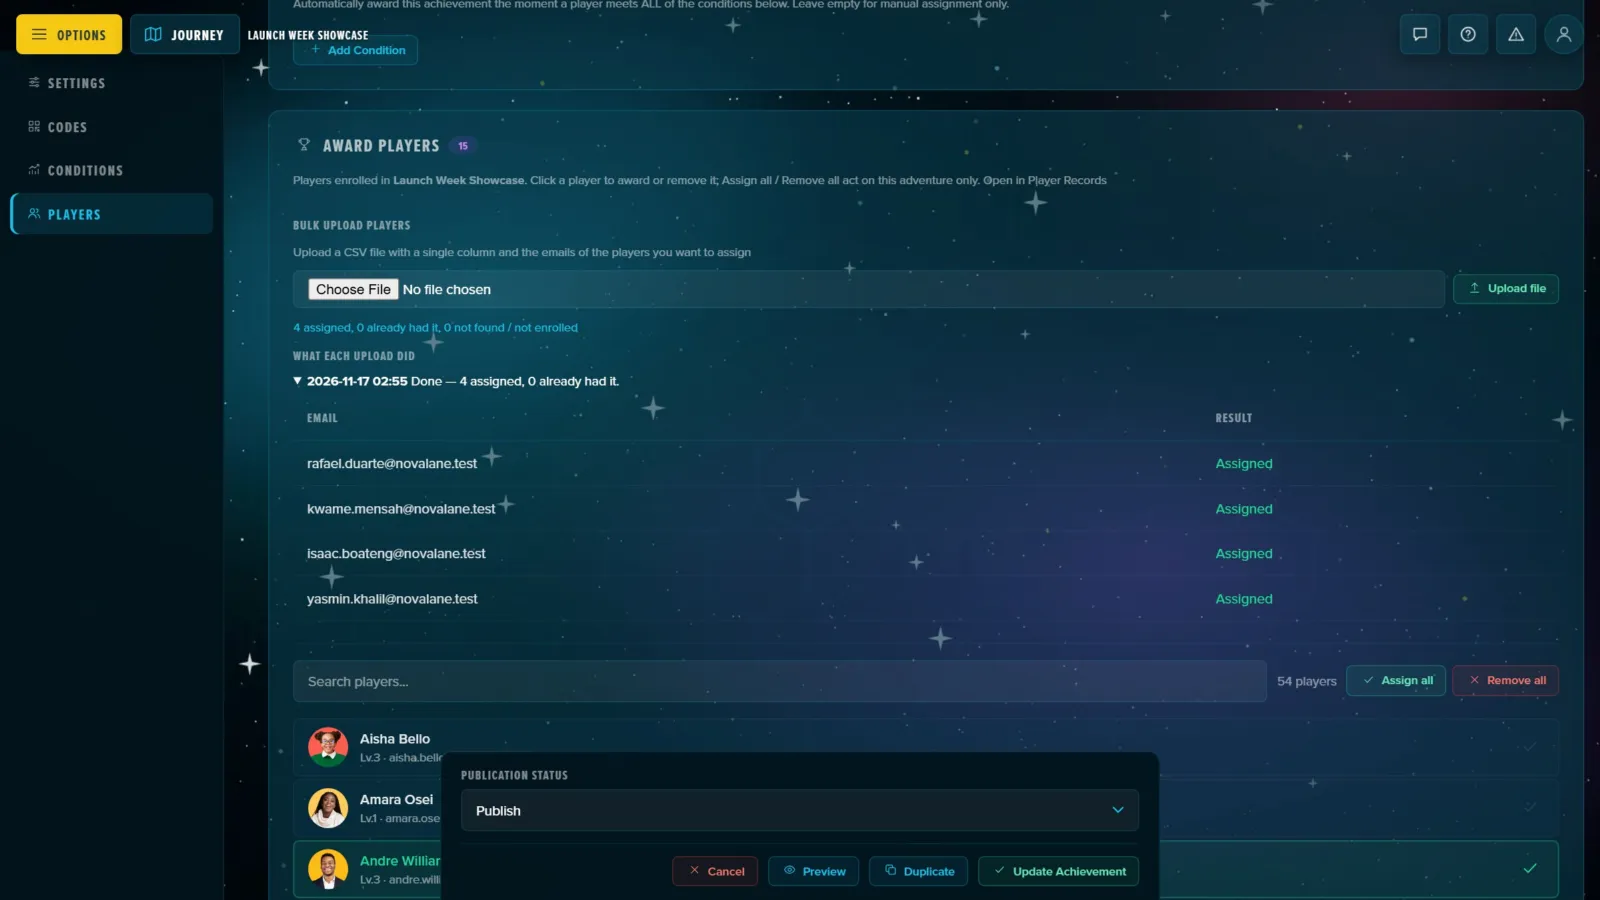 Automatically award this achievement the moment a player meets ALL of the conditions below. Leave empty for manual assignment only.
OPTIONS
JOURNEY
LAUNCH WEEK SHOWCASE
+ Add Condition
SETTINGS
CODES
CONDITIONS
PLAYERS
AWARD PLAYERS 15
Players enrolled in Launch Week Showcase. Click a player to award or remove it; Assign all / Remove all act on this adventure only. Open in Player Records
BULK UPLOAD PLAYERS
Upload a CSV file with a single column and the emails of the players you want to assign
Choose File No file chosen
Upload file
4 assigned, 0 already had it, 0 not found / not enrolled
WHAT EACH UPLOAD DID
▼ 2026-11-17 02:55 Done — 4 assigned, 0 already had it.
EMAIL RESULT
rafael.duarte@novalane.test Assigned
kwame.mensah@novalane.test Assigned
isaac.boateng@novalane.test Assigned
yasmin.khalil@novalane.test Assigned
Search players...
54 players
Assign all
Remove all
Aisha Bello
Lv.3 · aisha.bello
Amara Osei
Lv.1 · amara.ose
Andre Williar
Lv.3 · andre.willi
PUBLICATION STATUS
Publish
Cancel
Preview
Duplicate
Update Achievement